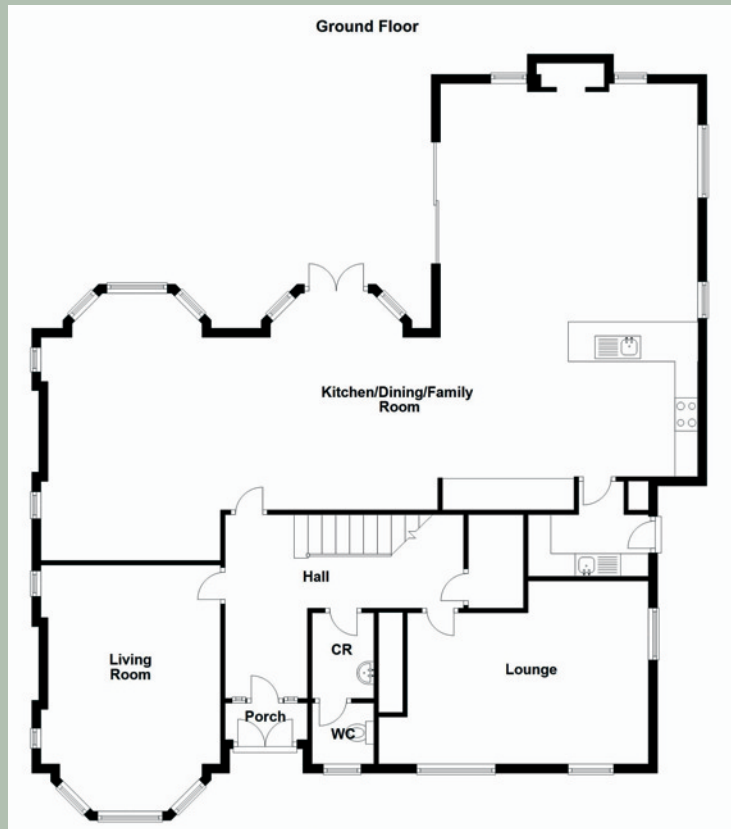 Ground Floor
Kitchen/Dining/Family
Room
Hall
CR
Living
Room
Lounge
Porch
WC